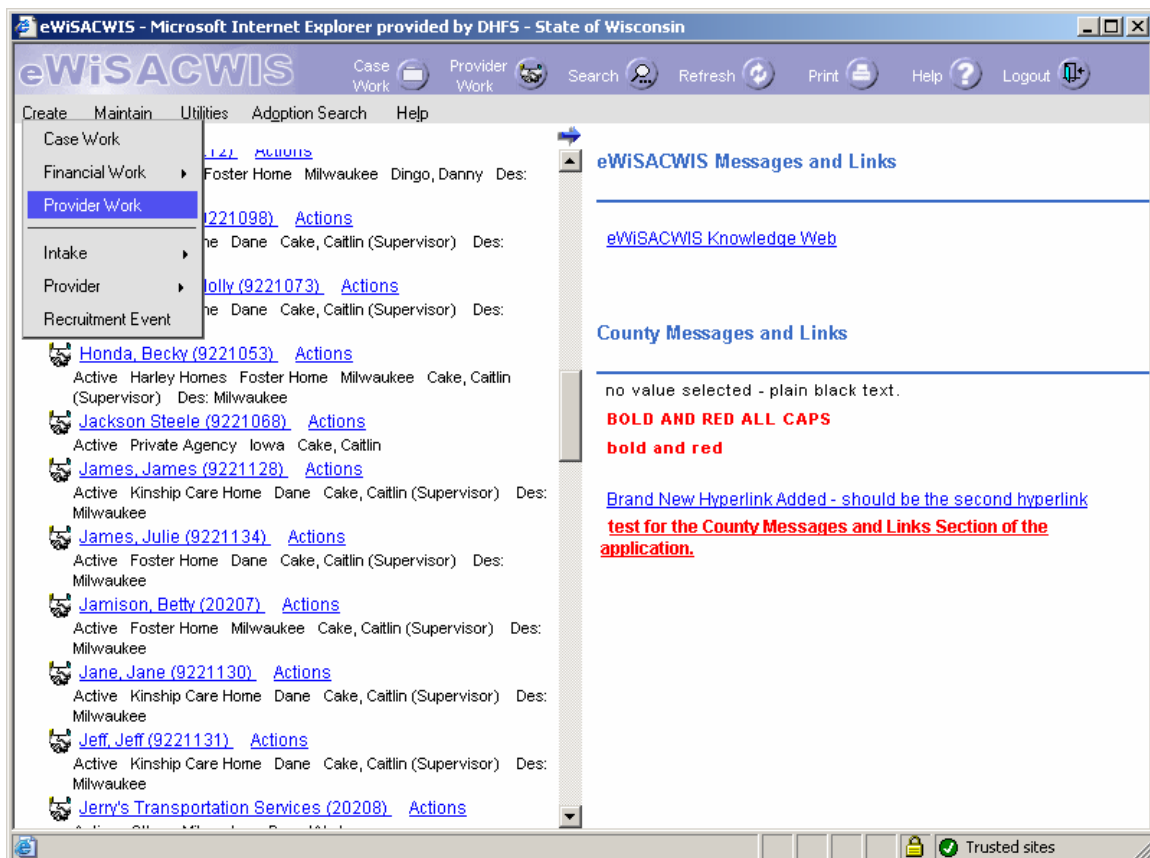 eWiSACWIS - Microsoft Internet Explorer provided by DHFS - State of Wisconsin
eWiSACWIS
Case Work
Provider Work
Search
Refresh
Print
Help
Logout
Create Maintain Utilities Adoption Search Help
Case Work
Financial Work
Provider Work
Intake
Provider
Recruitment Event
12) Actions
Foster Home Milwaukee Dingo, Danny Des:
221098) Actions
Dane Cake, Caitlin (Supervisor) Des:
olly (9221073) Actions
Dane Cake, Caitlin (Supervisor) Des:
Honda, Becky (9221053) Actions
Active Harley Homes Foster Home Milwaukee Cake, Caitlin
(Supervisor) Des: Milwaukee
Jackson Steele (9221068) Actions
Active Private Agency Iowa Cake, Caitlin
James, James (9221128) Actions
Active Kinship Care Home Dane Cake, Caitlin (Supervisor) Des:
Milwaukee
James, Julie (9221134) Actions
Active Foster Home Dane Cake, Caitlin (Supervisor) Des:
Milwaukee
Jamison, Betty (20207) Actions
Active Foster Home Milwaukee Cake, Caitlin (Supervisor) Des:
Milwaukee
Jane, Jane (9221130) Actions
Active Kinship Care Home Dane Cake, Caitlin (Supervisor) Des:
Milwaukee
Jeff, Jeff (9221131) Actions
Active Kinship Care Home Dane Cake, Caitlin (Supervisor) Des:
Milwaukee
Jerry's Transportation Services (20208) Actions
eWiSACWIS Messages and Links
eWiSACWIS Knowledge Web
County Messages and Links
no value selected - plain black text.
BOLD AND RED ALL CAPS
bold and red
Brand New Hyperlink Added - should be the second hyperlink
test for the County Messages and Links Section of the
application.
Trusted sites